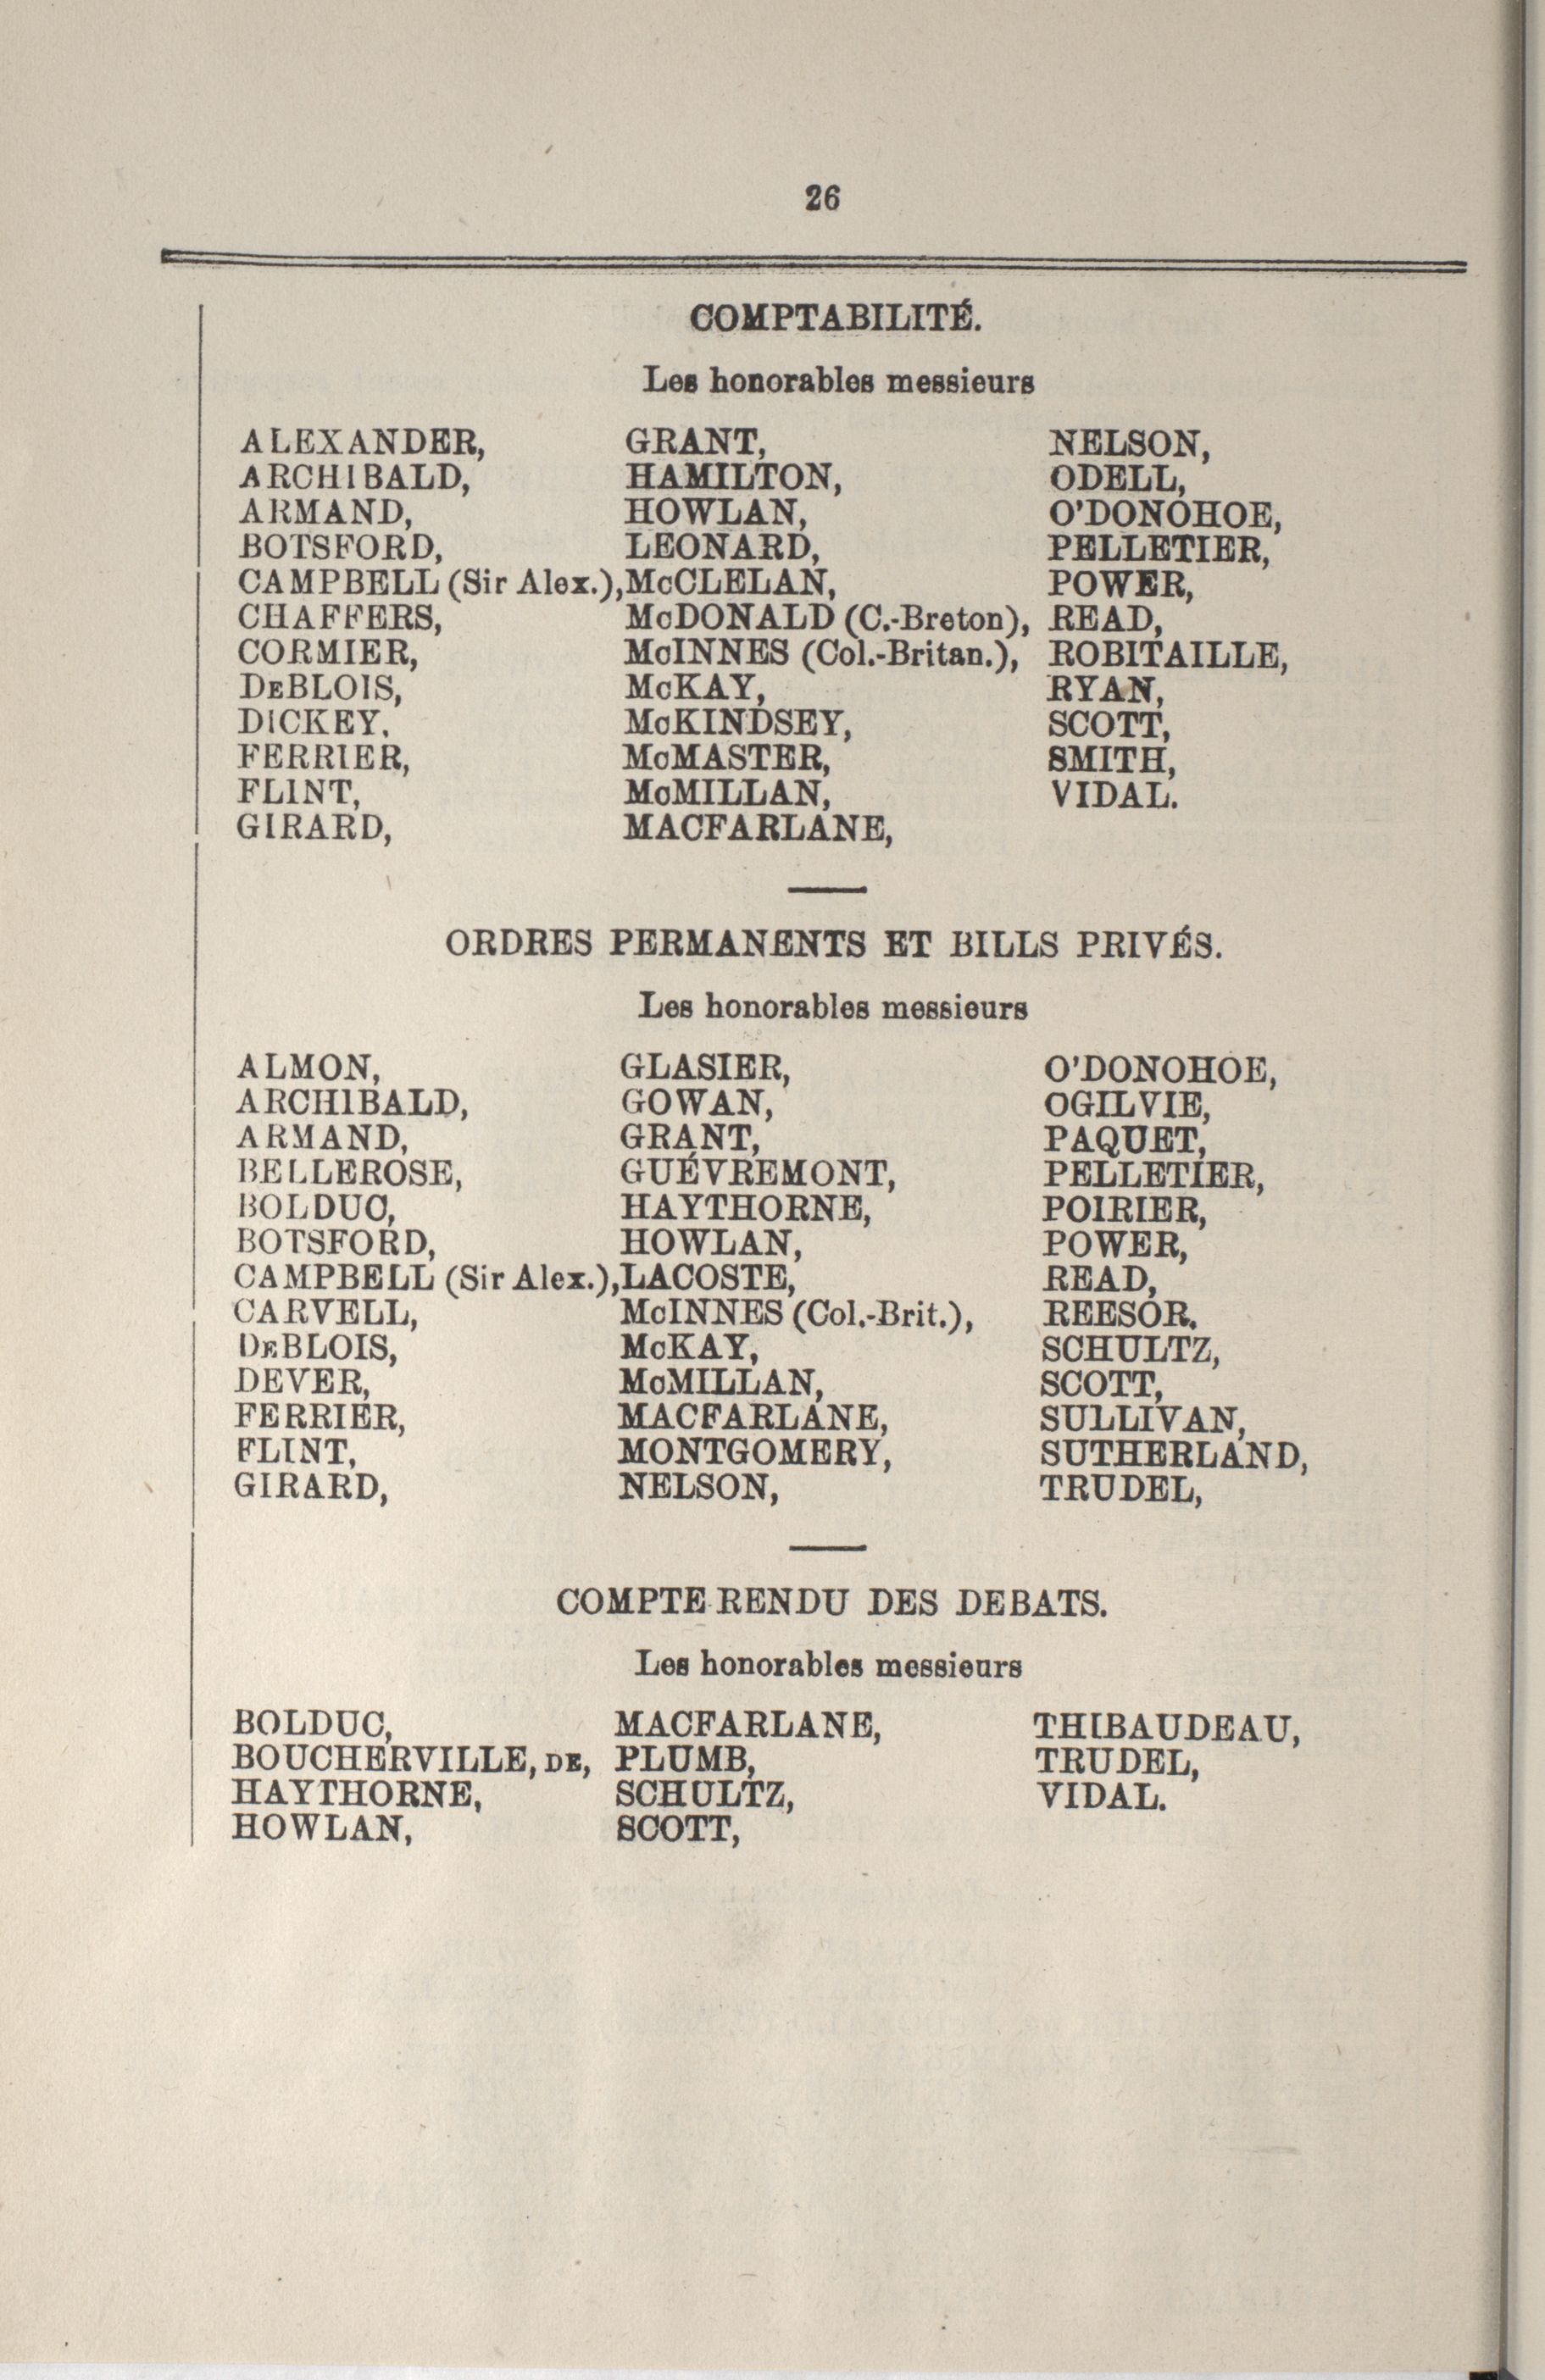 26
COMPTABILITÉ.
Les honorables messieurs
ALEXANDER, GRANT, NELSON,
ARCHIBALD, HAMILTON, ODELL,
ARMAND, HOWLAN, O'DONOHOE,
BOTSFORD, LEONARD, PELLETIER,
CAMPBELL (Sir Alex.), McCLELAN, POWER,
CHAFFERS, McDONALD (C.-Breton), READ,
CORMIER, McINNES (Col.-Britan.), ROBITAILLE,
DEBLOIS, McKAY, RYAN,
DICKEY, McKINDSEY, SCOTT,
FERRIER, McMASTER, SMITH,
FLINT, McMILLAN, VIDAL.
GIRARD, MACFARLANE,
ORDRES PERMANENTS ET BILLS PRIVÉS.
Les honorables messieurs
ALMON, GLASIER, O'DONOHOE,
ARCHIBALD, GOWAN, OGILVIE,
ARMAND, GRANT, PAQUET,
BELLEROSE, GUÉVREMONT, PELLETIER,
BOLDUC, HAYTHORNE, POIRIER,
BOTSFORD, HOWLAN, POWER,
CAMPBELL (Sir Alex.), LACOSTE, READ,
CARVELL, McINNES (Col.-Brit.), REESOR.
DEBLOIS, McKAY, SCHULTZ,
DEVER, McMILLAN, SCOTT,
FERRIER, MACFARLANE, SULLIVAN,
FLINT, MONTGOMERY, SUTHERLAND,
GIRARD, NELSON, TRUDEL,
COMPTE-RENDU DES DEBATS.
Les honorables messieurs
BOLDUC, MACFARLANE, THIBAUDEAU,
BOUCHERVILLE, DE, PLUMB, TRUDEL,
HAYTHORNE, SCHULTZ, VIDAL.
HOWLAN, SCOTT,